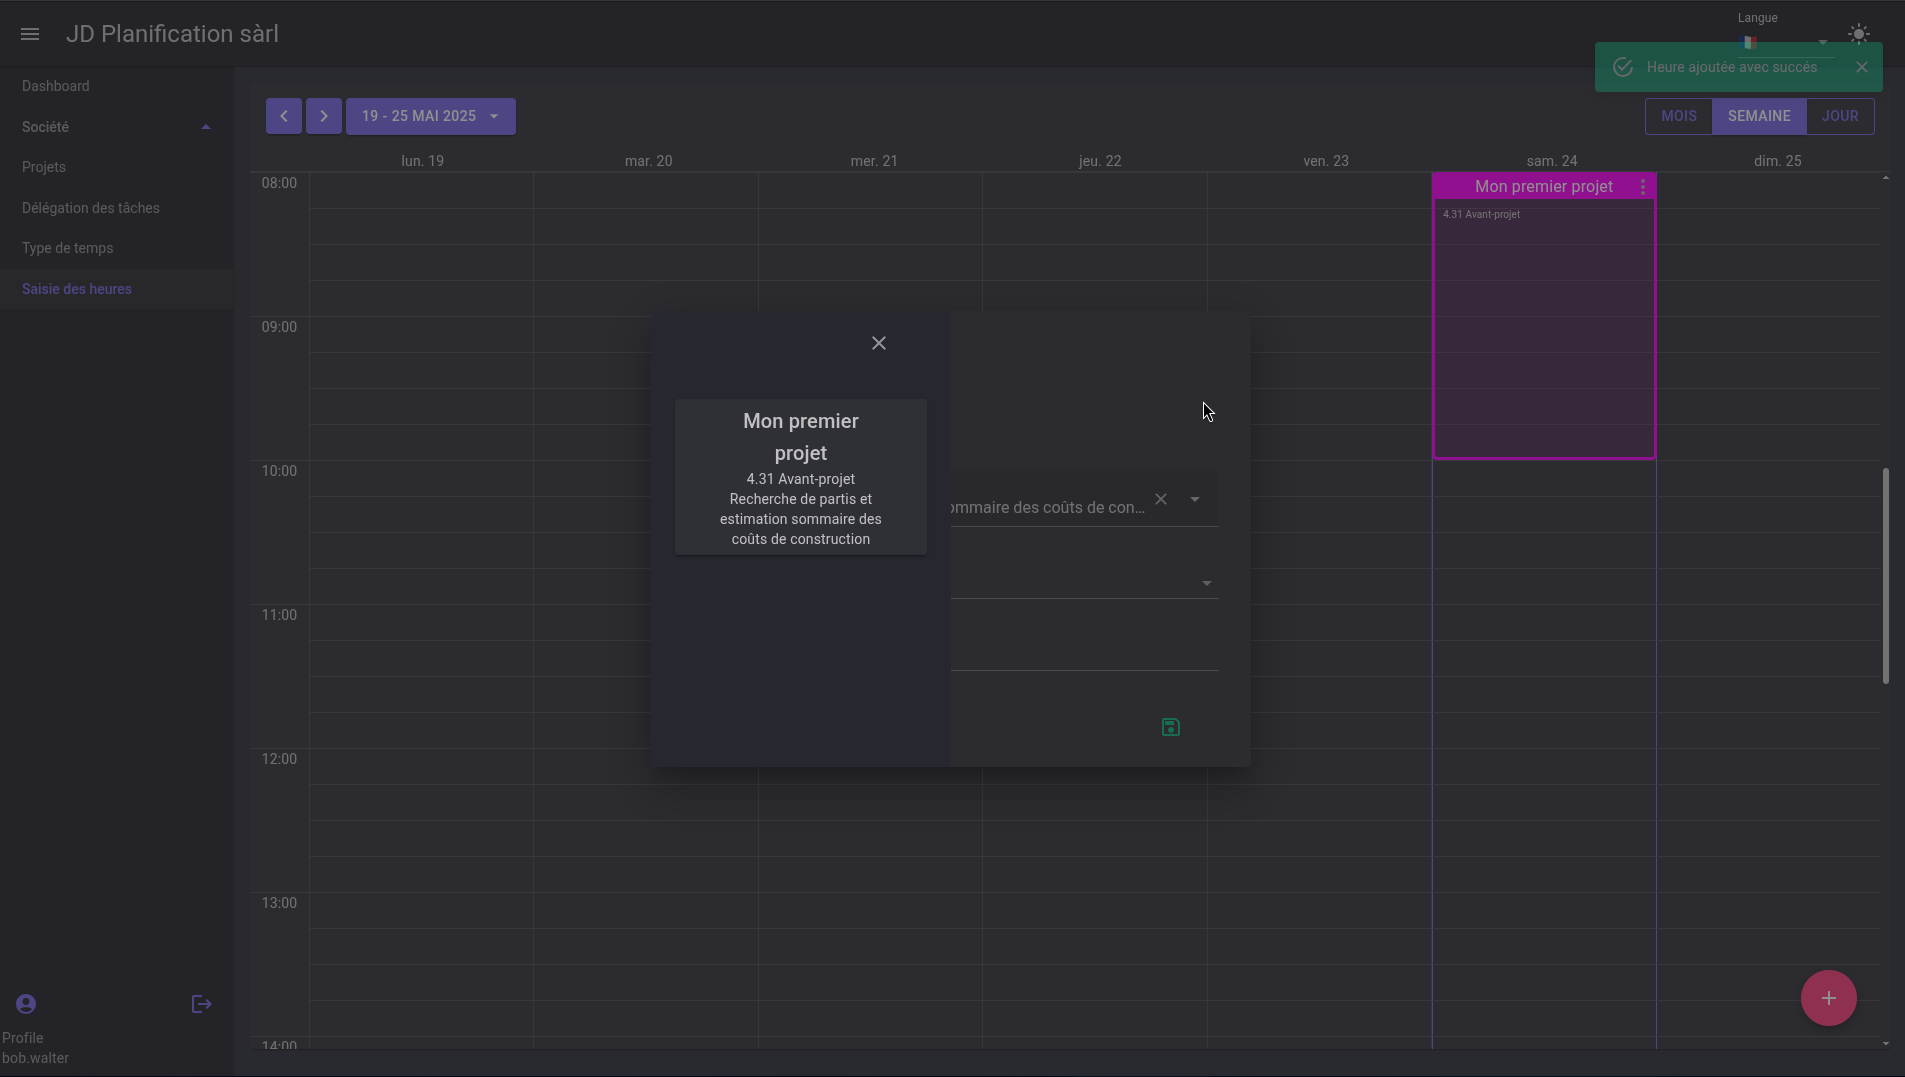 JD Planification sàrl
Langue
Heure ajoutée avec succés
Dashboard
Société
Projets
Délégation des tâches
Type de temps
Saisie des heures
19 - 25 MAI 2025
MOIS
SEMAINE
JOUR
lun. 19
mar. 20
mer. 21
jeu. 22
ven. 23
sam. 24
dim. 25
08:00
Mon premier projet
4.31 Avant-projet
09:00
Mon premier
projet
4.31 Avant-projet
Recherche de partis et
estimation sommaire des
coûts de construction
ommaire des coûts de con...
10:00
11:00
12:00
13:00
14:00
Profile
bob.walter